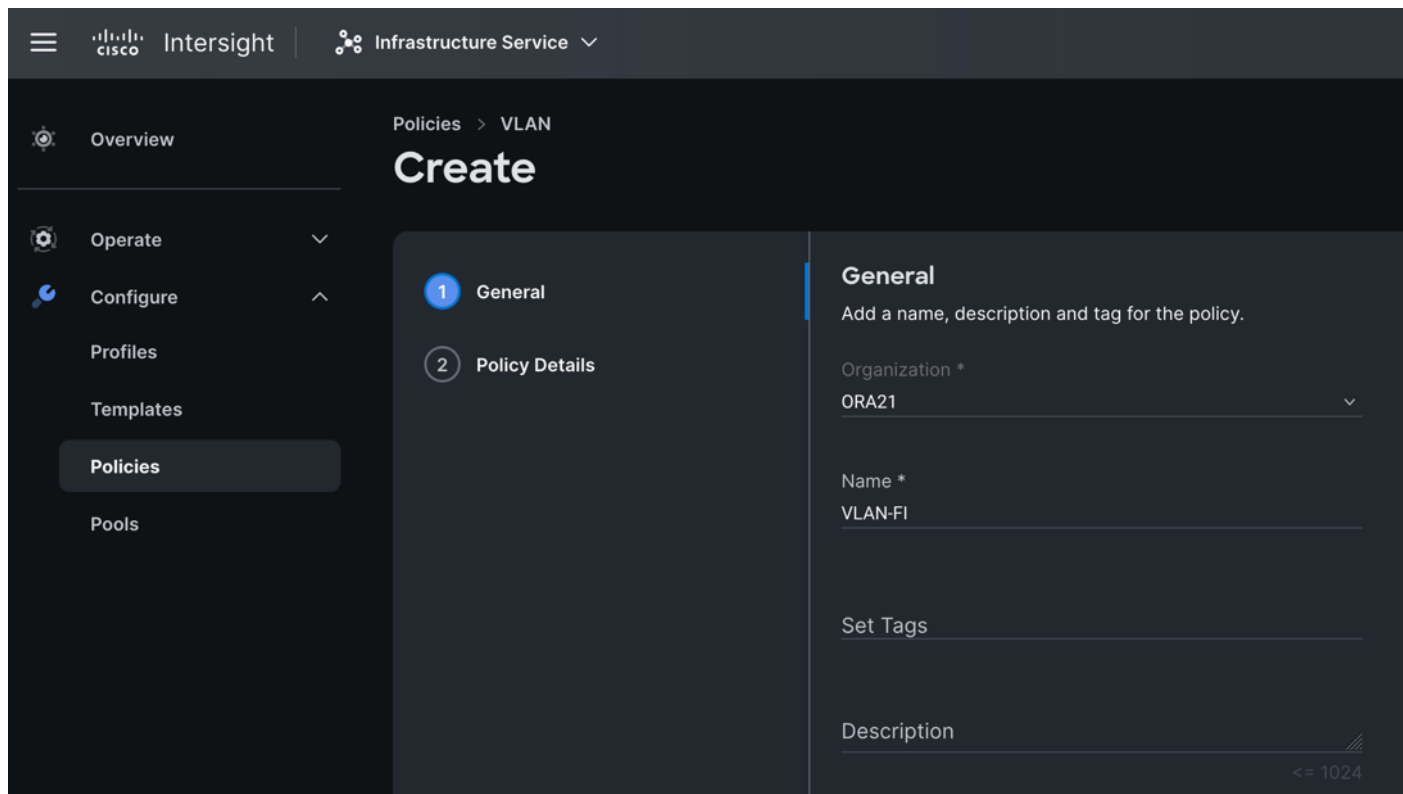 cisco Intersight Infrastructure Service
Overview
Operate
Configure
Profiles
Templates
Policies
Pools
Policies > VLAN
Create
1 General
2 Policy Details
General
Add a name, description and tag for the policy.
Organization *
ORA21
Name *
VLAN-FI
Set Tags
Description
<= 1024